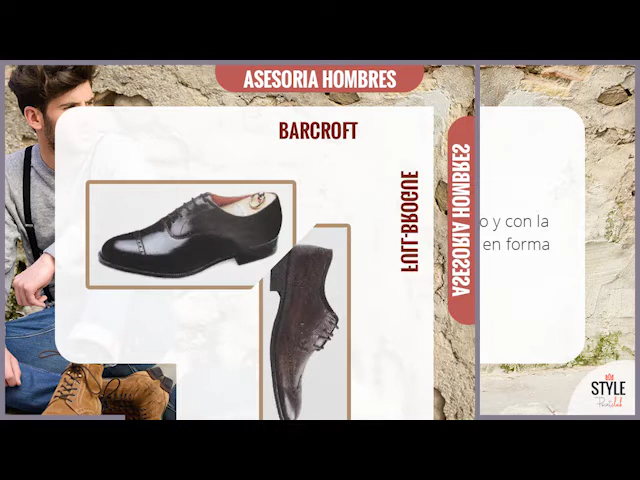 ASESORIA HOMBRES
BARCROFT
FULL-BROGUE
ASESORIA HOMBRES
o y con la
en forma
STYLE